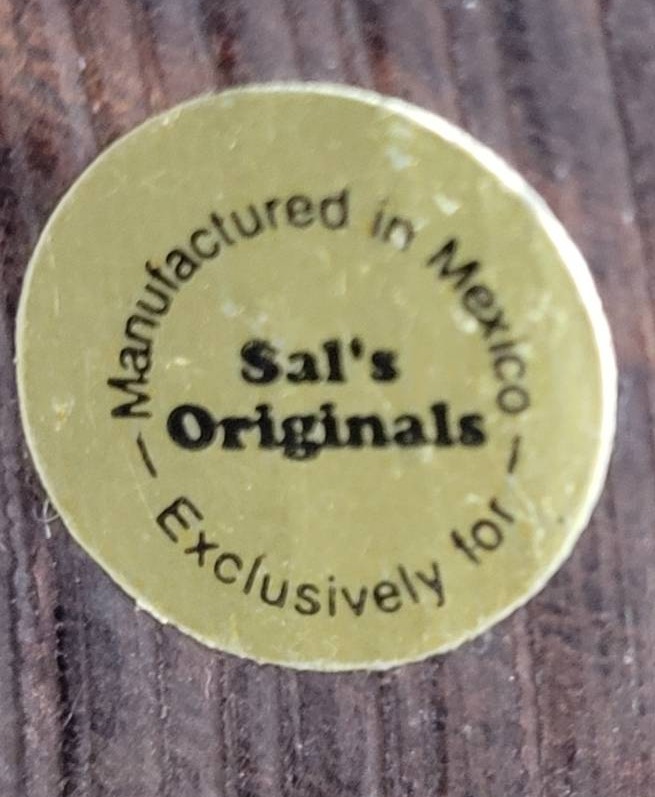 Manufactured in Mexico
Exclusively for
Sal's
Originals